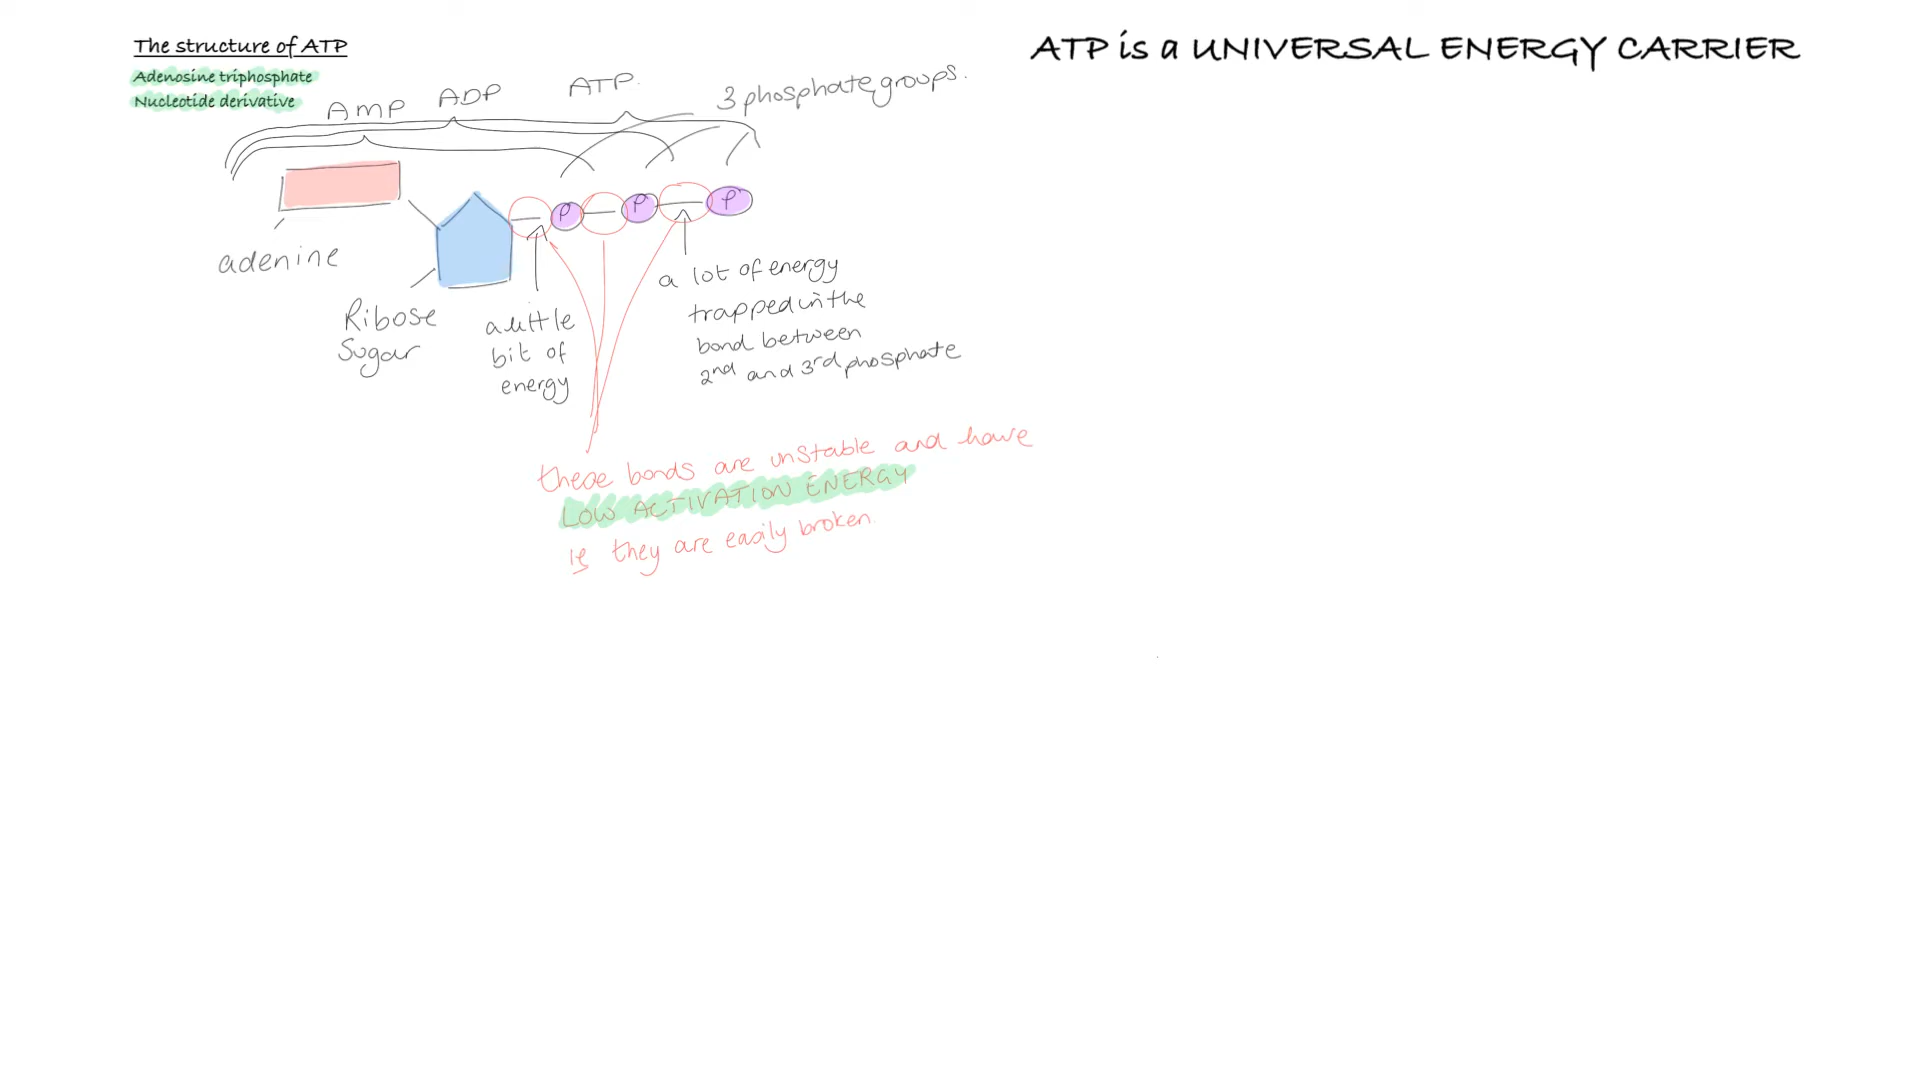 The structure of ATP
ATP is a UNIVERSAL ENERGY CARRIER
Adenosine triphosphate
Nucleotide derivative
AMP
ADP
ATP.
3 phosphate groups.
P
P
P
adenine
Ribose
Sugar
a little
bit of
energy
a lot of energy
trapped in the
bond between
2nd and 3rd phosphate
these bonds are unstable and have
LOW ACTIVATION ENERGY
ie they are easily broken.